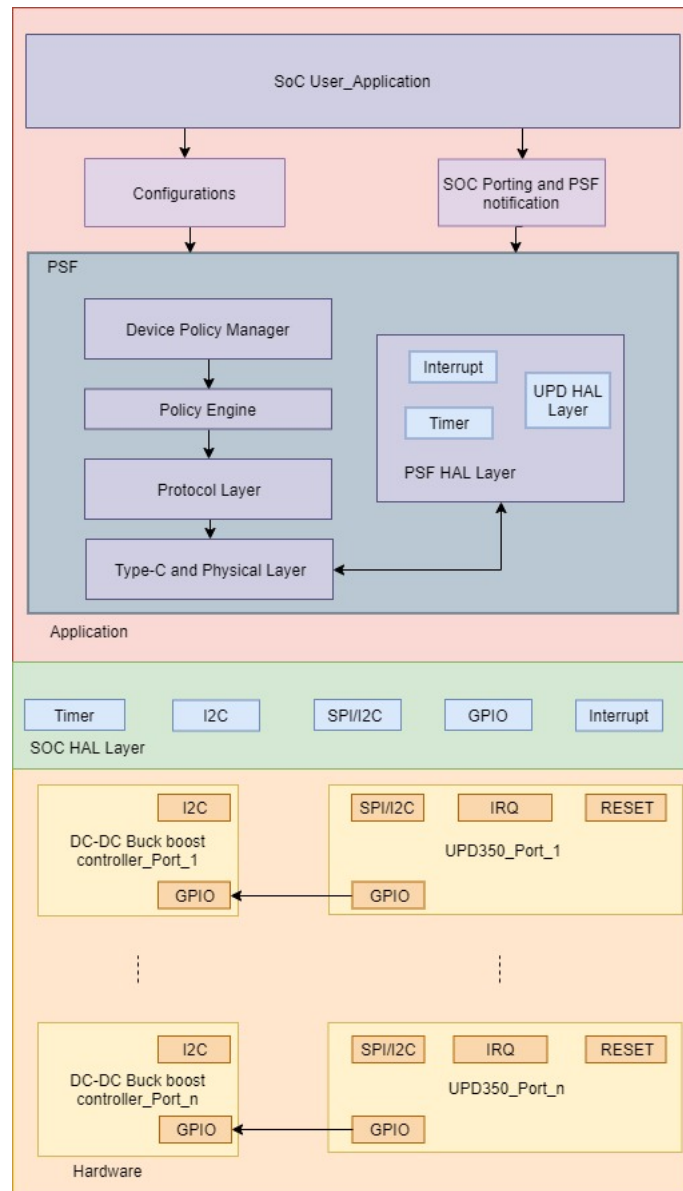 SoC User_Application
Configurations
SOC Porting and PSF
notification
PSF
Device Policy Manager
Policy Engine
Protocol Layer
Type-C and Physical Layer
Interrupt
Timer
UPD HAL
Layer
PSF HAL Layer
Application
Timer
I2C
SPI/I2C
GPIO
Interrupt
SOC HAL Layer
I2C
DC-DC Buck boost
controller_Port_1
GPIO
SPI/I2C
IRQ
RESET
UPD350_Port_1
GPIO
I2C
DC-DC Buck boost
controller_Port_n
GPIO
SPI/I2C
IRQ
RESET
UPD350_Port_n
GPIO
Hardware